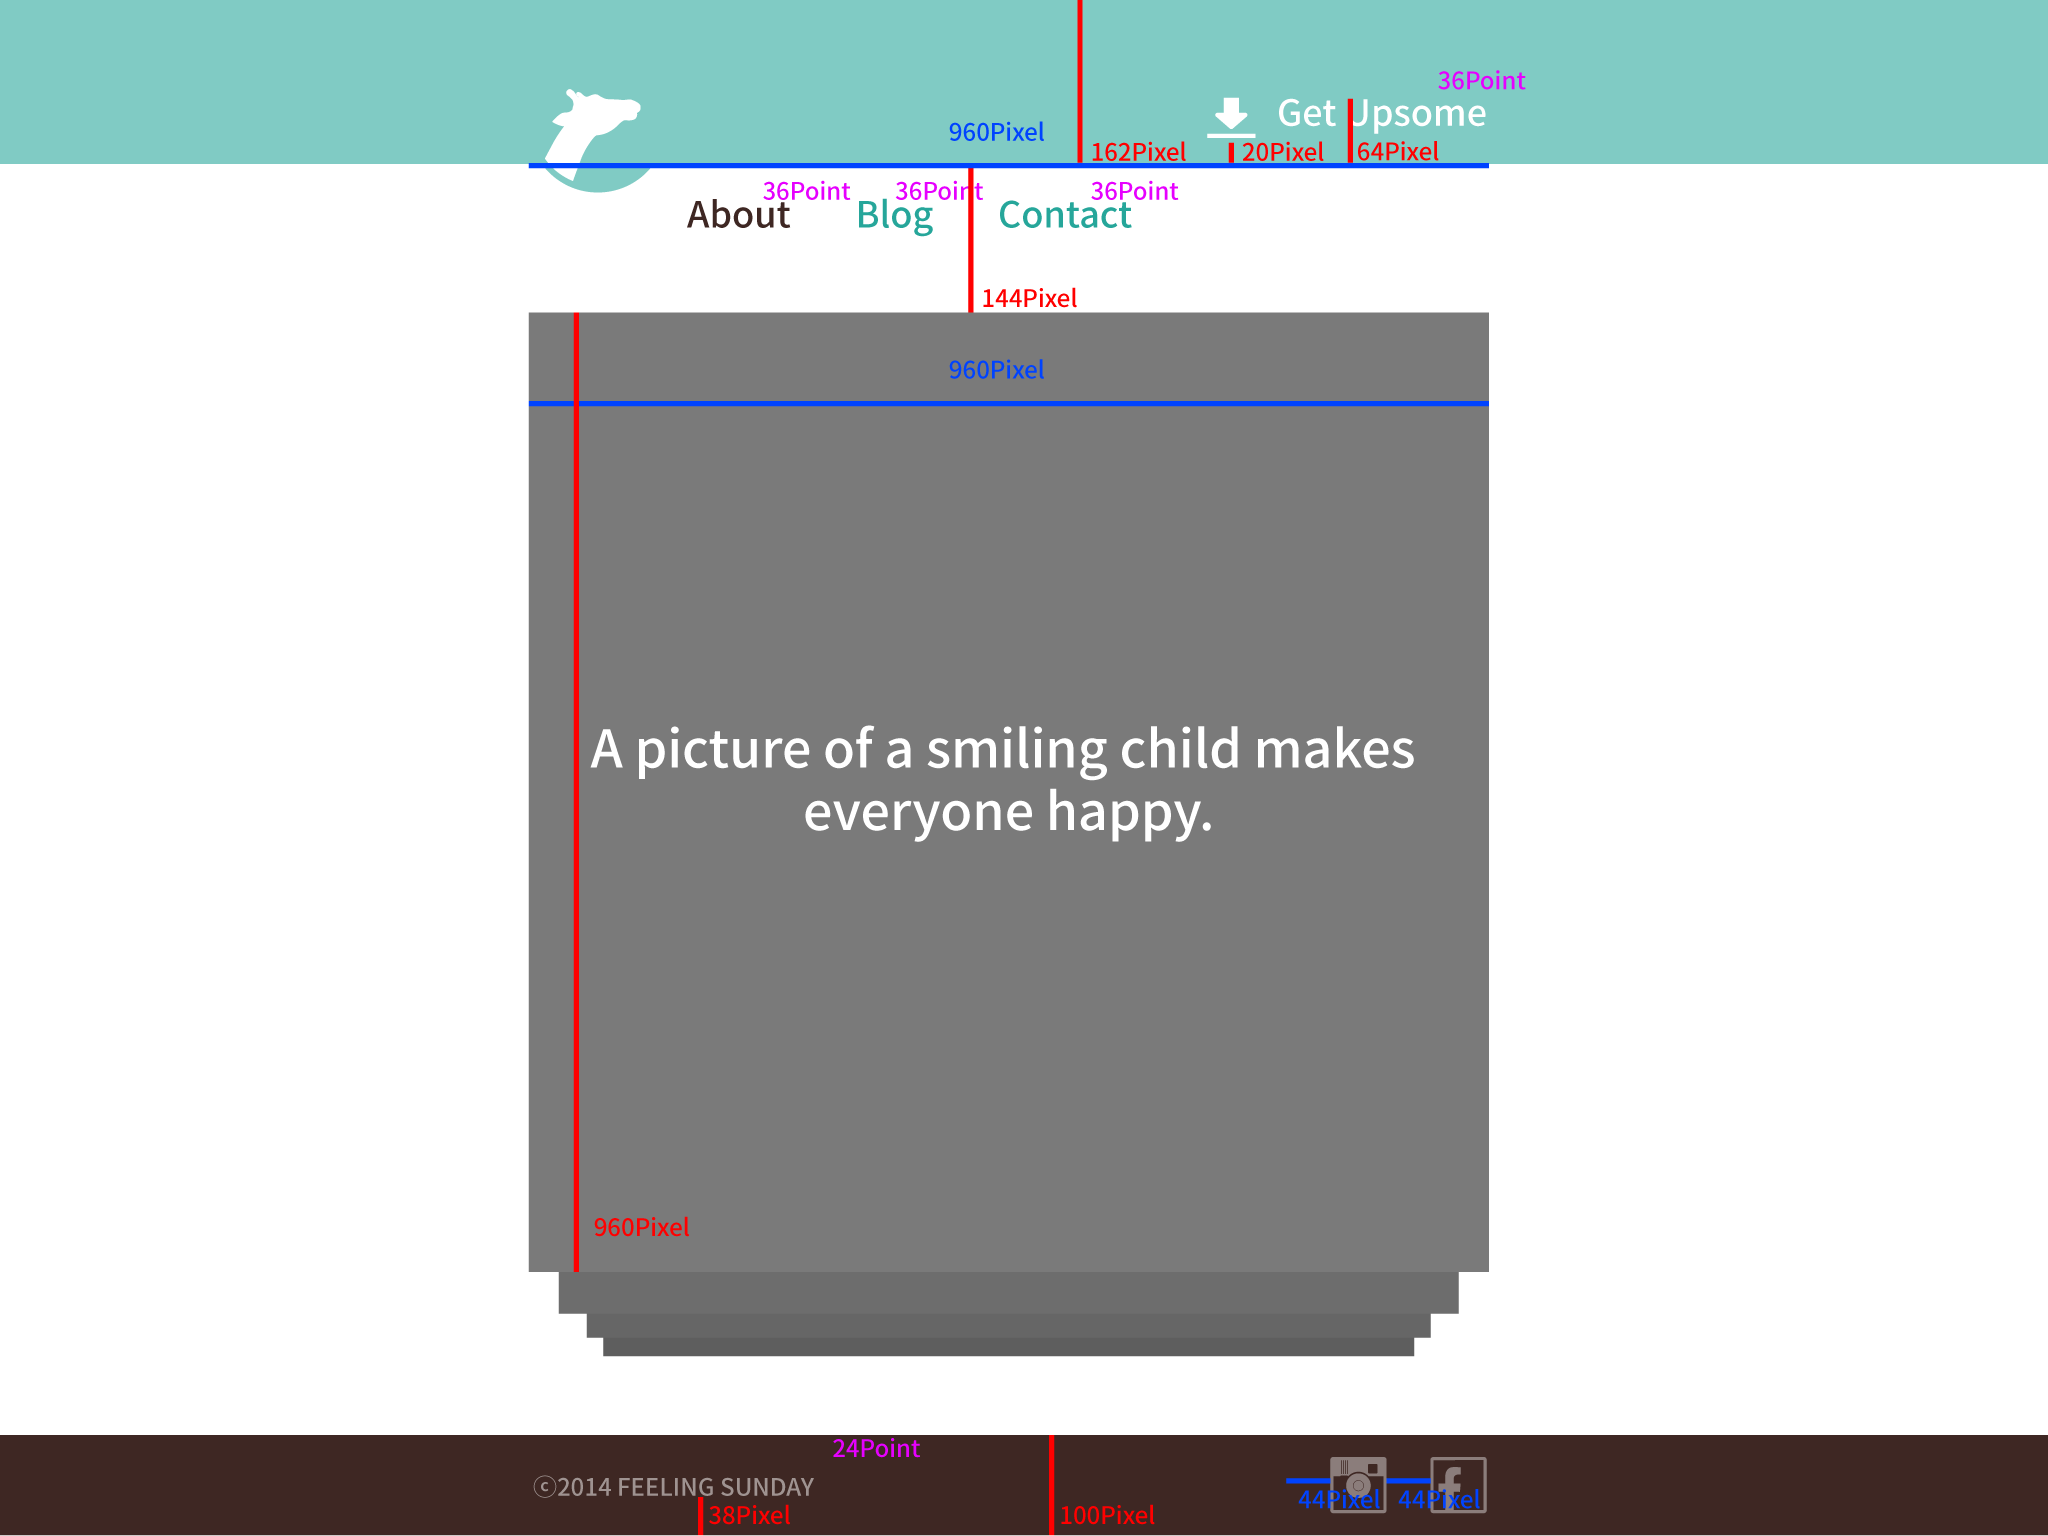 36Point
Get Upsome
960Pixel
162Pixel 20Pixel 64Pixel
36Point 36Point 36Point
About Blog Contact
144Pixel
960Pixel
A picture of a smiling child makes
everyone happy.
960Pixel
24Point
©2014 FEELING SUNDAY
44Pixel 44Pixel
38Pixel 100Pixel